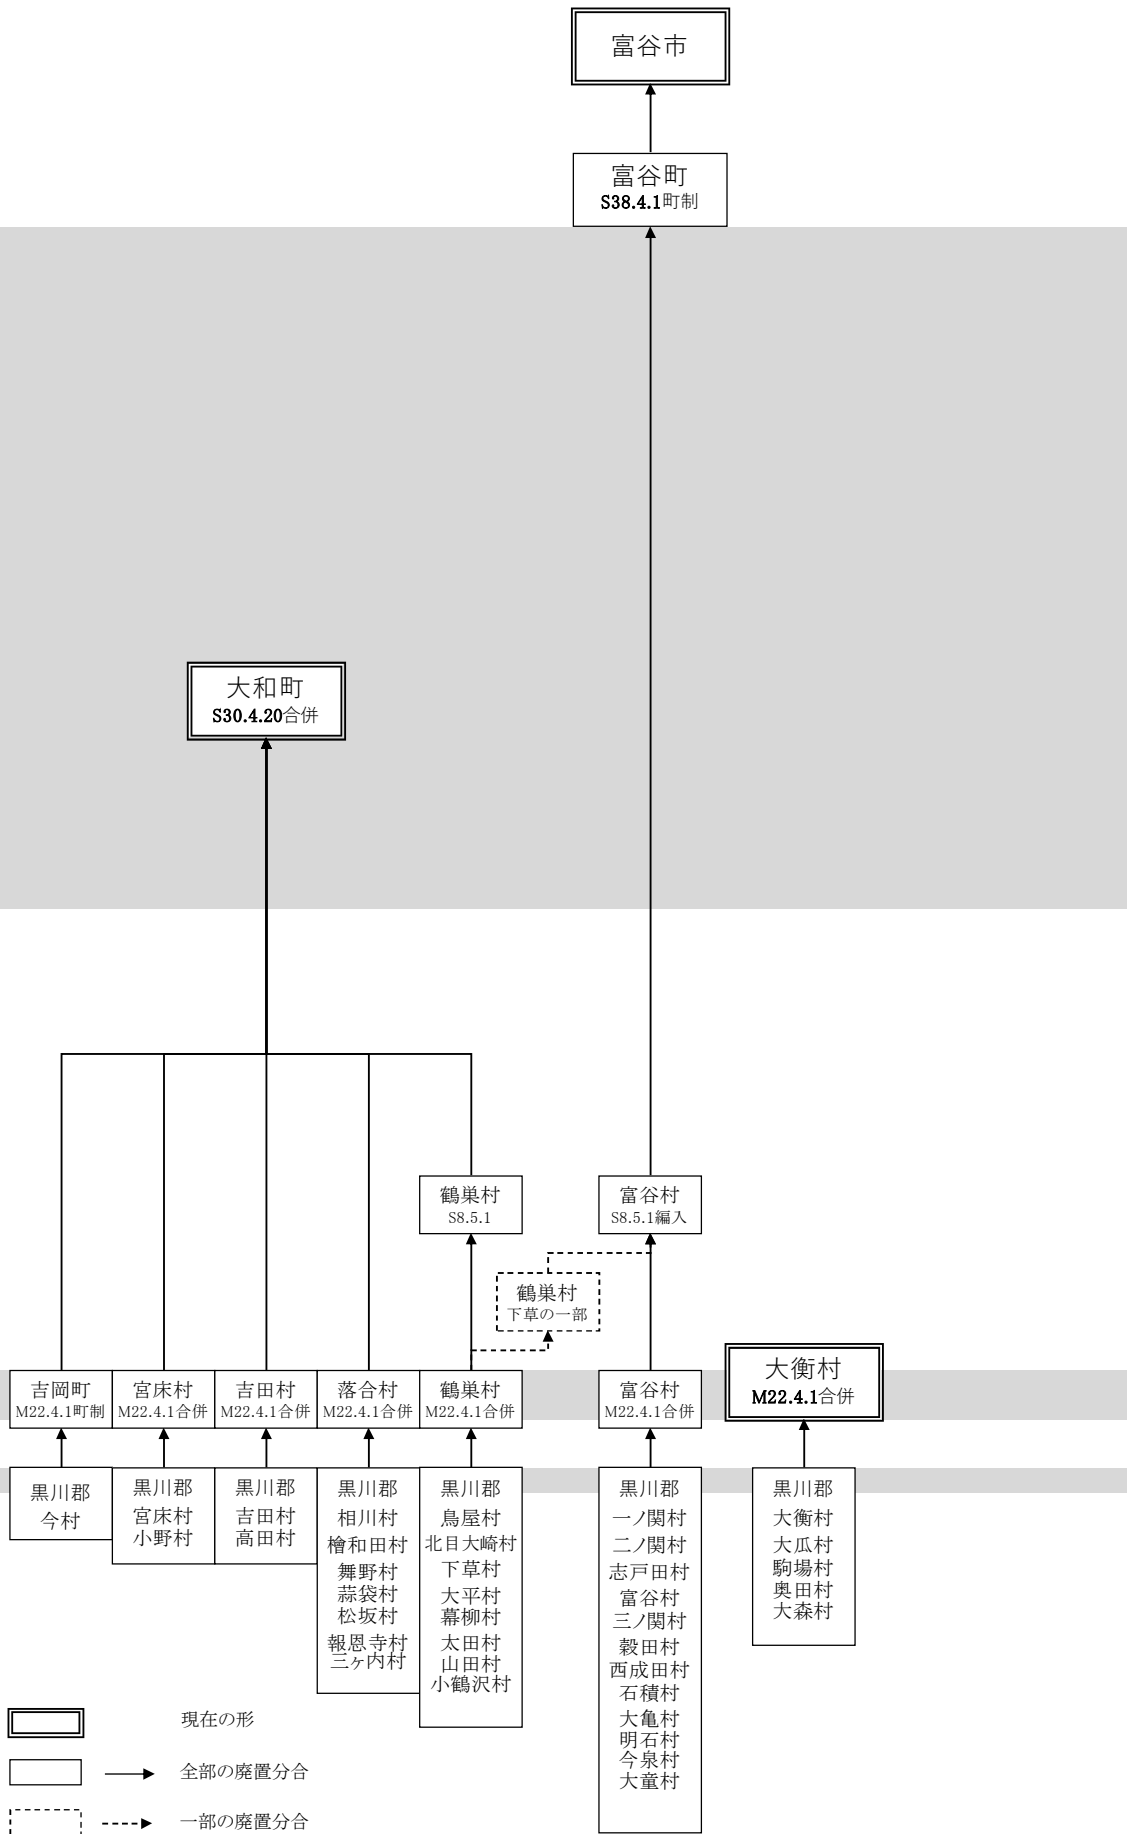 富谷市
富谷町
S38.4.1町制
大和町
S30.4.20合併
鶴巣村
S8.5.1
富谷村
S8.5.1編入
鶴巣村
下草の一部
吉岡町
M22.4.1町制
宮床村
M22.4.1合併
吉田村
M22.4.1合併
落合村
M22.4.1合併
鶴巣村
M22.4.1合併
富谷村
M22.4.1合併
大衡村
M22.4.1合併
黒川郡
今村
黒川郡
宮床村
小野村
黒川郡
吉田村
高田村
黒川郡
相川村
檜和田村
舞野村
蒜袋村
松坂村
報恩寺村
三ヶ内村
黒川郡
鳥屋村
北目大崎村
下草村
大平村
幕柳村
太田村
山田村
小鶴沢村
黒川郡
一ノ関村
二ノ関村
志戸田村
富谷村
三ノ関村
穀田村
西成田村
石積村
大亀村
明石村
今泉村
大童村
黒川郡
大衡村
大瓜村
駒場村
奥田村
大森村
現在の形
全部の廃置分合
一部の廃置分合